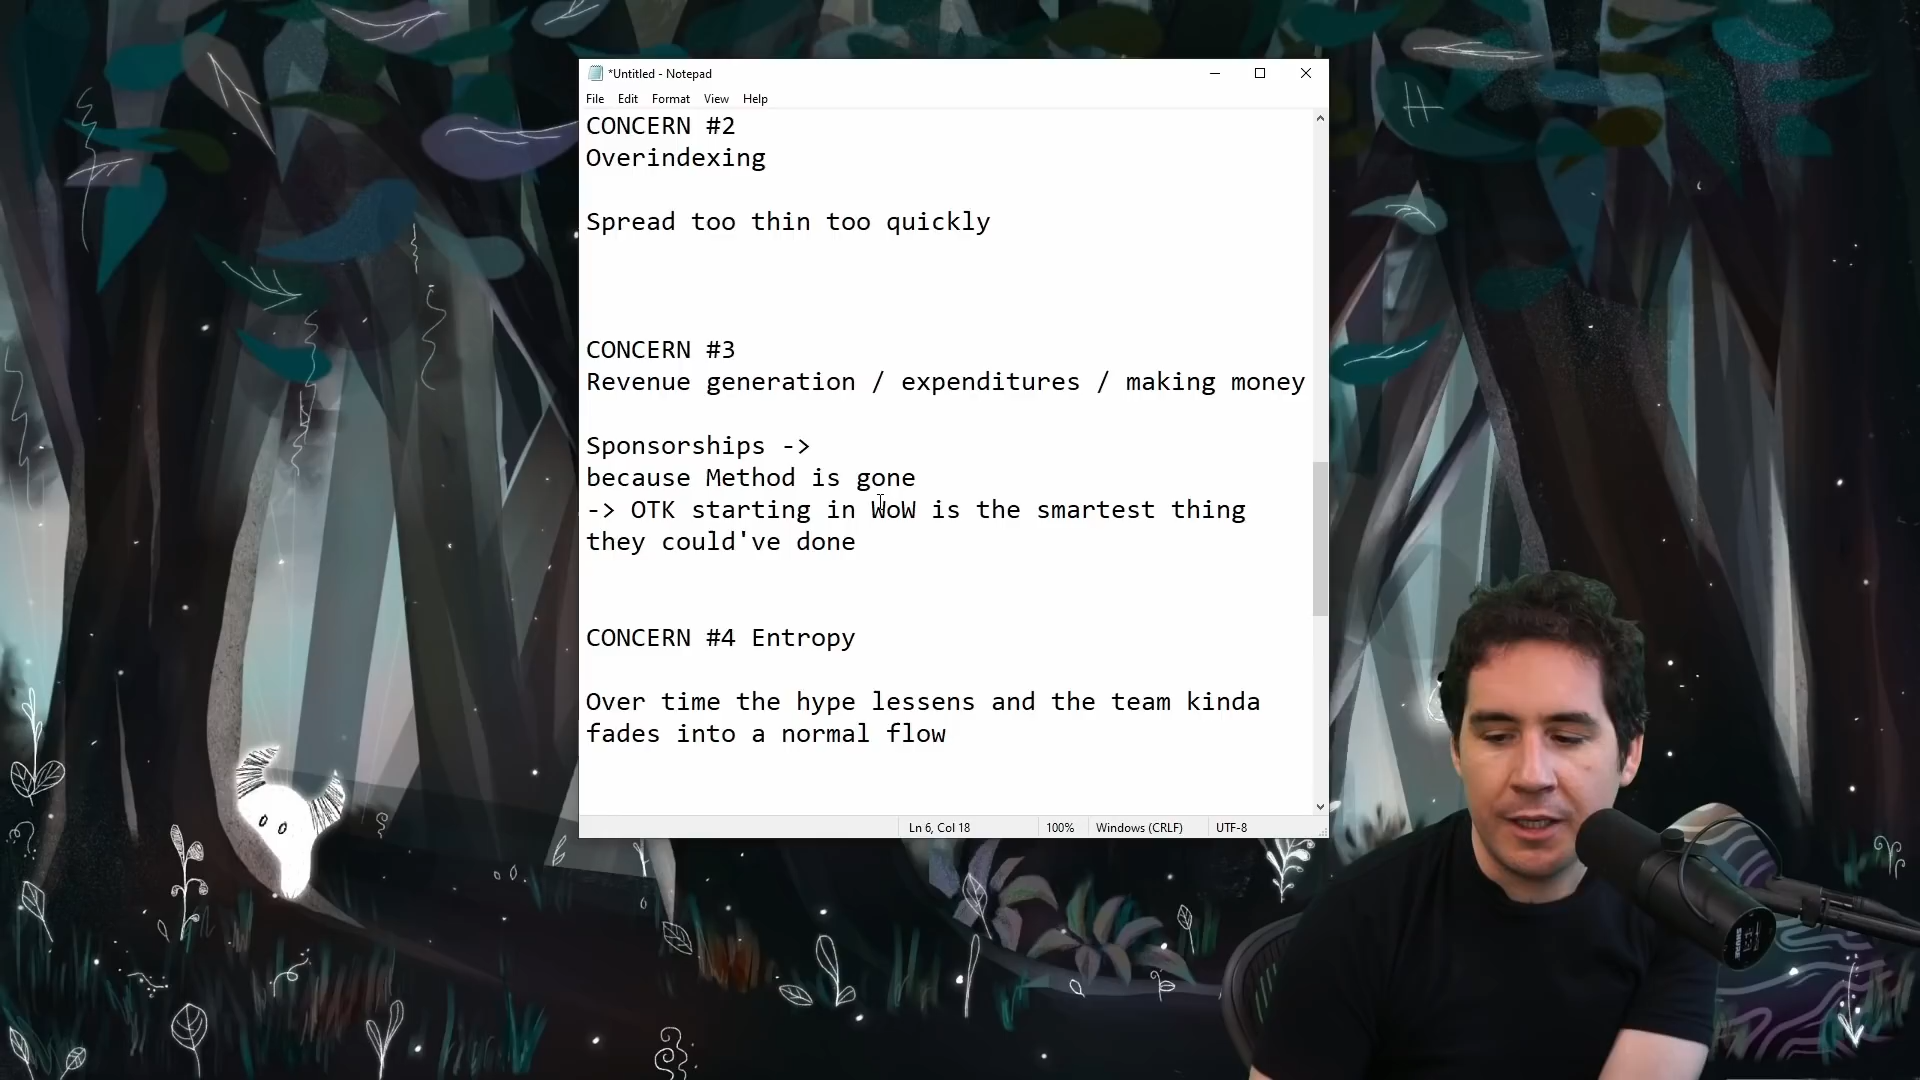 *Untitled - Notepad
File Edit Format View Help
CONCERN #2
Overindexing
Spread too thin too quickly
CONCERN #3
Revenue generation / expenditures / making money
Sponsorships ->
because Method is gone
-> OTK starting in WoW is the smartest thing
they could've done
CONCERN #4 Entropy
Over time the hype lessens and the team kinda
fades into a normal flow
Ln 6, Col 18 100% Windows (CRLF) UTF-8
SHURE